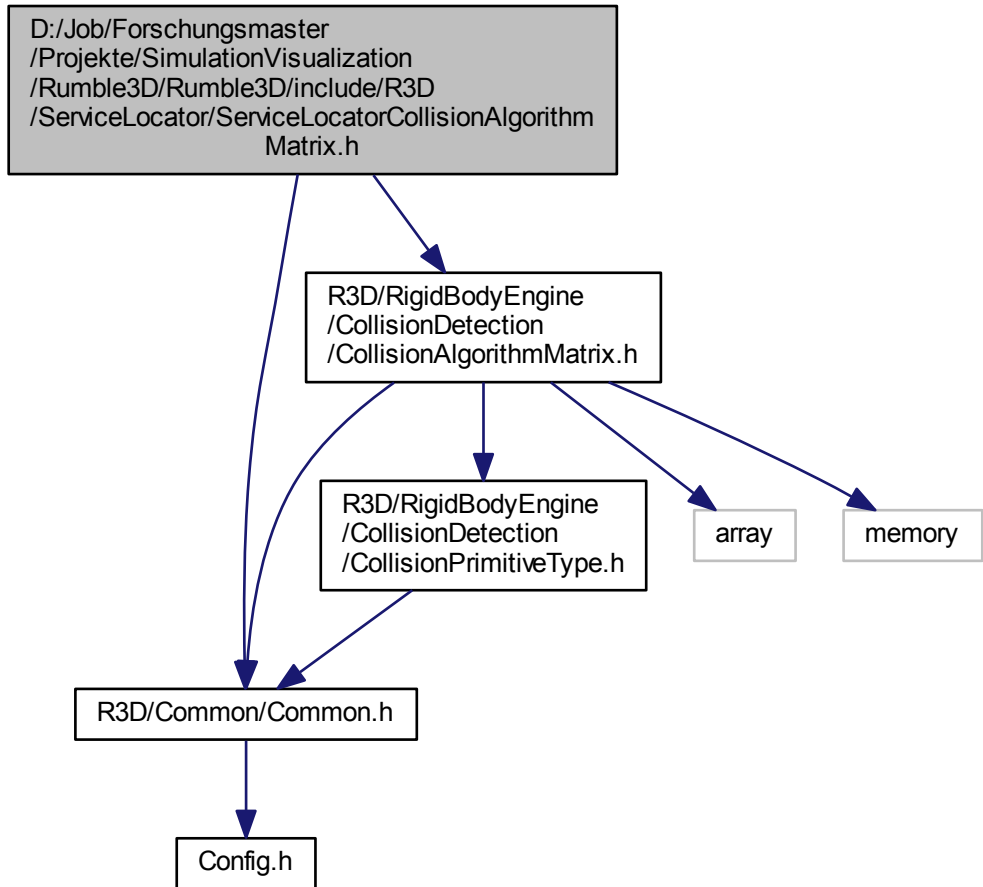 D:/Job/Forschungsmaster
/Projekte/SimulationVisualization
/Rumble3D/Rumble3D/include/R3D
/ServiceLocator/ServiceLocatorCollisionAlgorithm
Matrix.h
R3D/RigidBodyEngine
/CollisionDetection
/CollisionAlgorithmMatrix.h
R3D/RigidBodyEngine
/CollisionDetection
/CollisionPrimitiveType.h
array
memory
R3D/Common/Common.h
Config.h